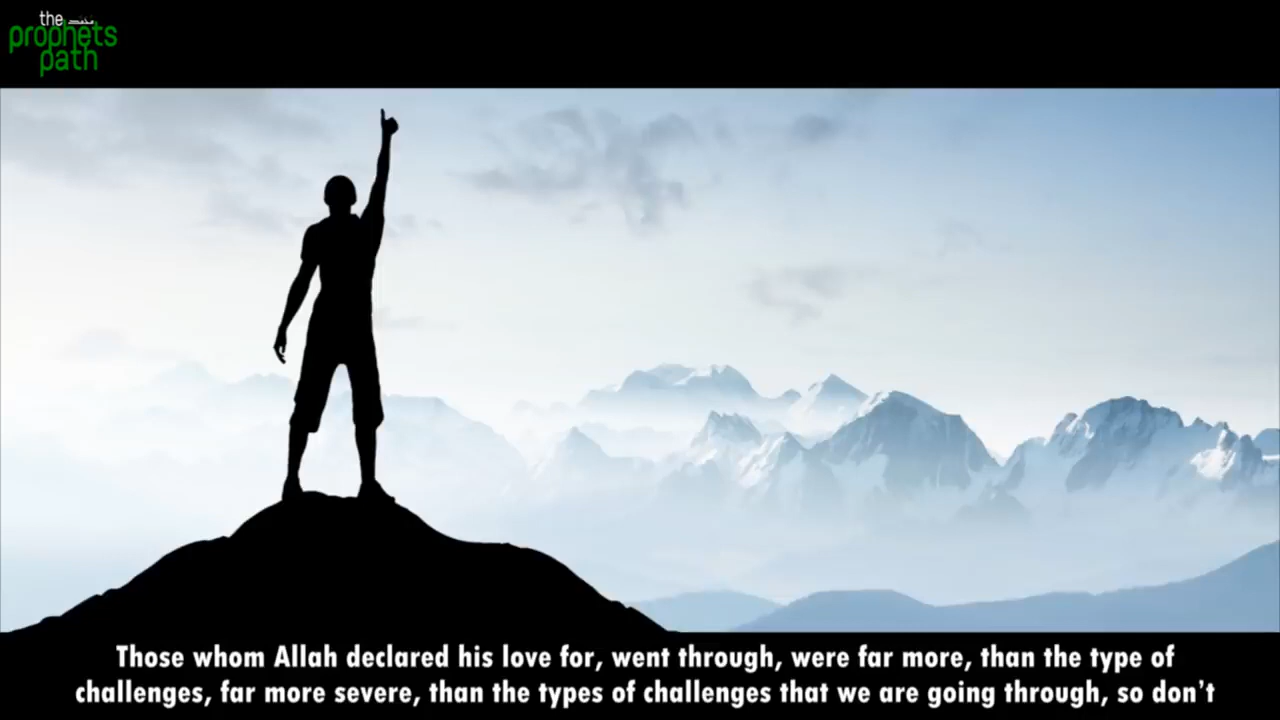 the محمد
prophets
path
Those whom Allah declared his love for, went through, were far more, than the type of
challenges, far more severe, than the types of challenges that we are going through, so don’t